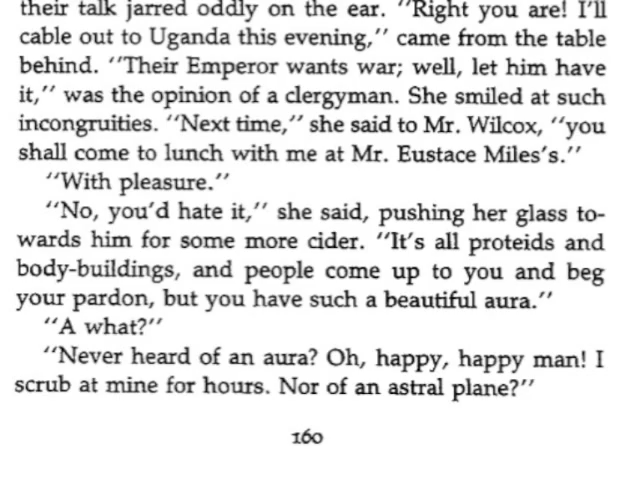 their talk jarred oddly on the ear. "Right you are! I'll
cable out to Uganda this evening," came from the table
behind. "Their Emperor wants war; well, let him have
it," was the opinion of a clergyman. She smiled at such
incongruities. "Next time," she said to Mr. Wilcox, "you
shall come to lunch with me at Mr. Eustace Miles's."
"With pleasure."
"No, you'd hate it," she said, pushing her glass to-
wards him for some more cider. "It's all proteids and
body-buildings, and people come up to you and beg
your pardon, but you have such a beautiful aura."
"A what?"
"Never heard of an aura? Oh, happy, happy man! I
scrub at mine for hours. Nor of an astral plane?"
160